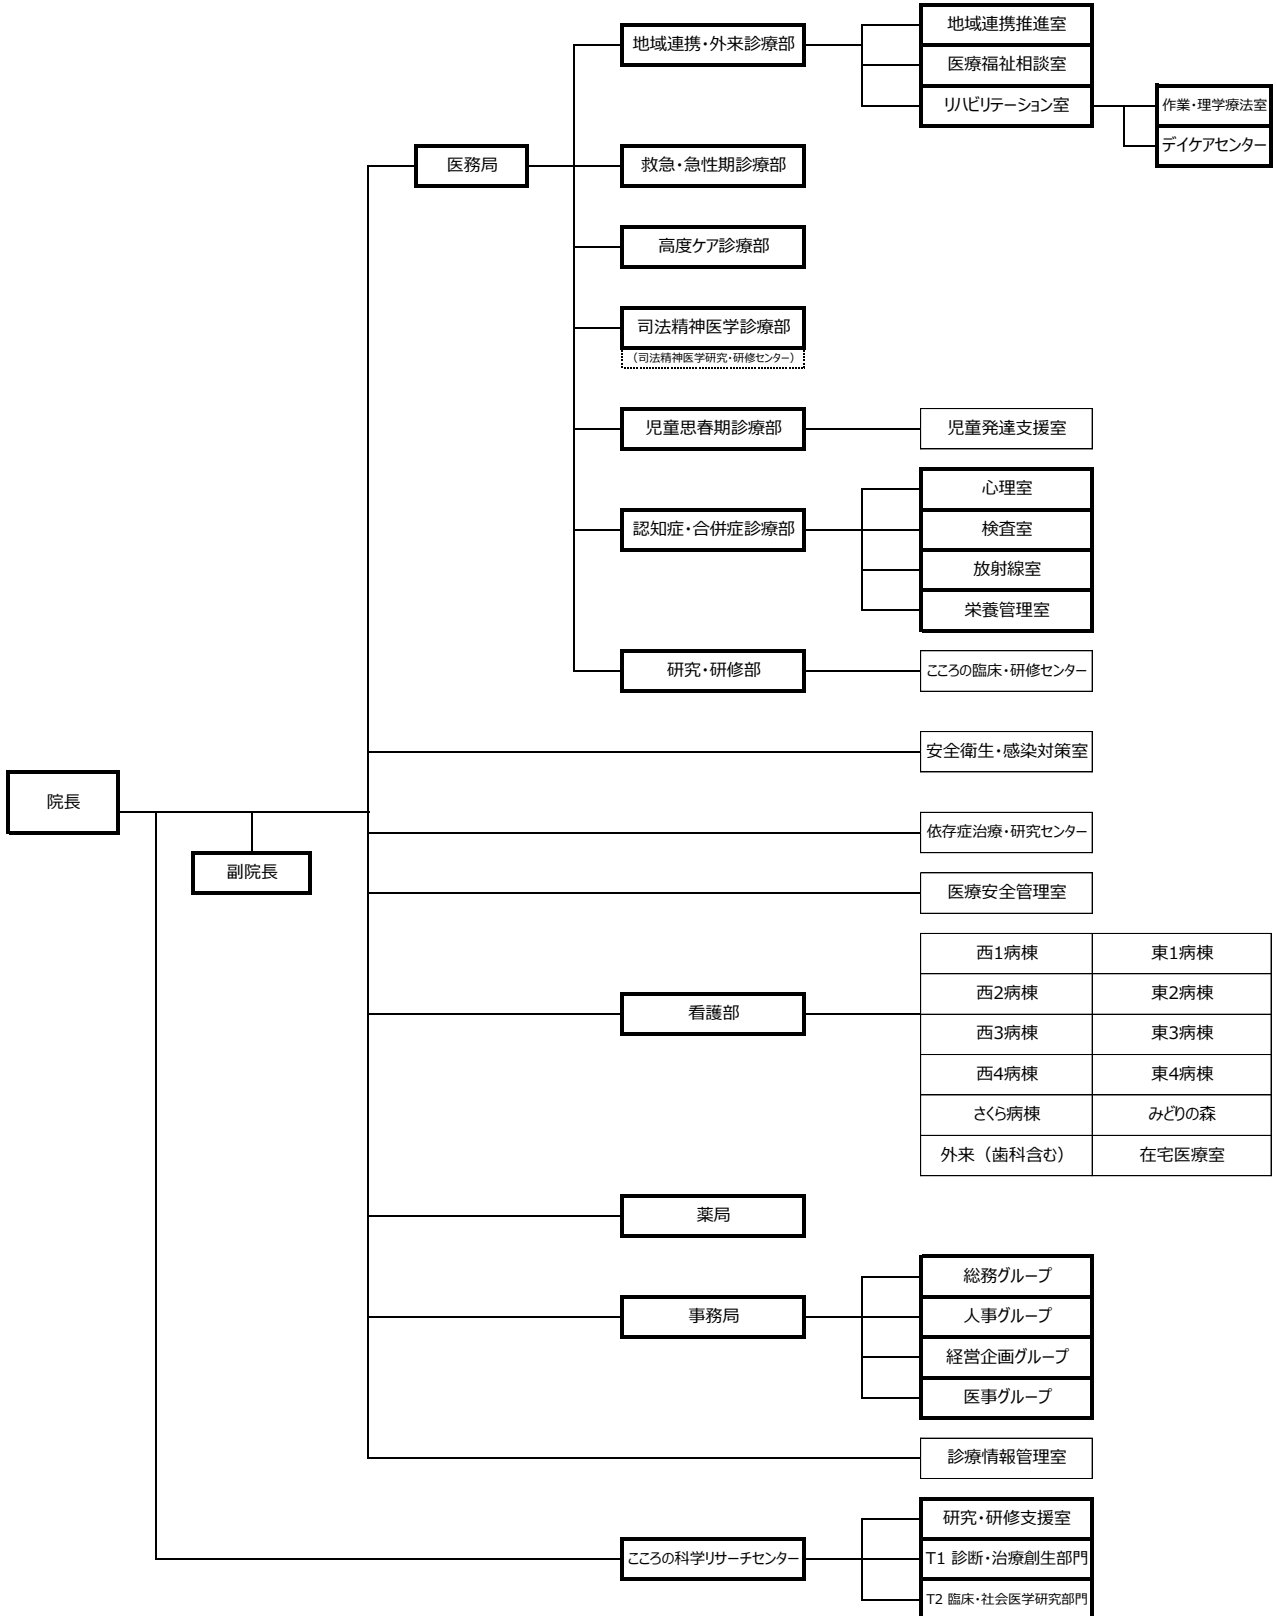 地域連携推進室
地域連携・外来診療部
医療福祉相談室
リハビリテーション室
作業・理学療法室
デイケアセンター
医務局
救急・急性期診療部
高度ケア診療部
司法精神医学診療部
（司法精神医学研究・研修センター）
児童思春期診療部
児童発達支援室
心理室
認知症・合併症診療部
検査室
放射線室
栄養管理室
研究・研修部
こころの臨床・研修センター
安全衛生・感染対策室
院長
依存症治療・研究センター
副院長
医療安全管理室
西1病棟 東1病棟
西2病棟 東2病棟
看護部
西3病棟 東3病棟
西4病棟 東4病棟
さくら病棟 みどりの森
外来（歯科含む） 在宅医療室
薬局
総務グループ
事務局
人事グループ
経営企画グループ
医事グループ
診療情報管理室
研究・研修支援室
こころの科学リサーチセンター
T1 診断・治療創生部門
T2 臨床・社会医学研究部門